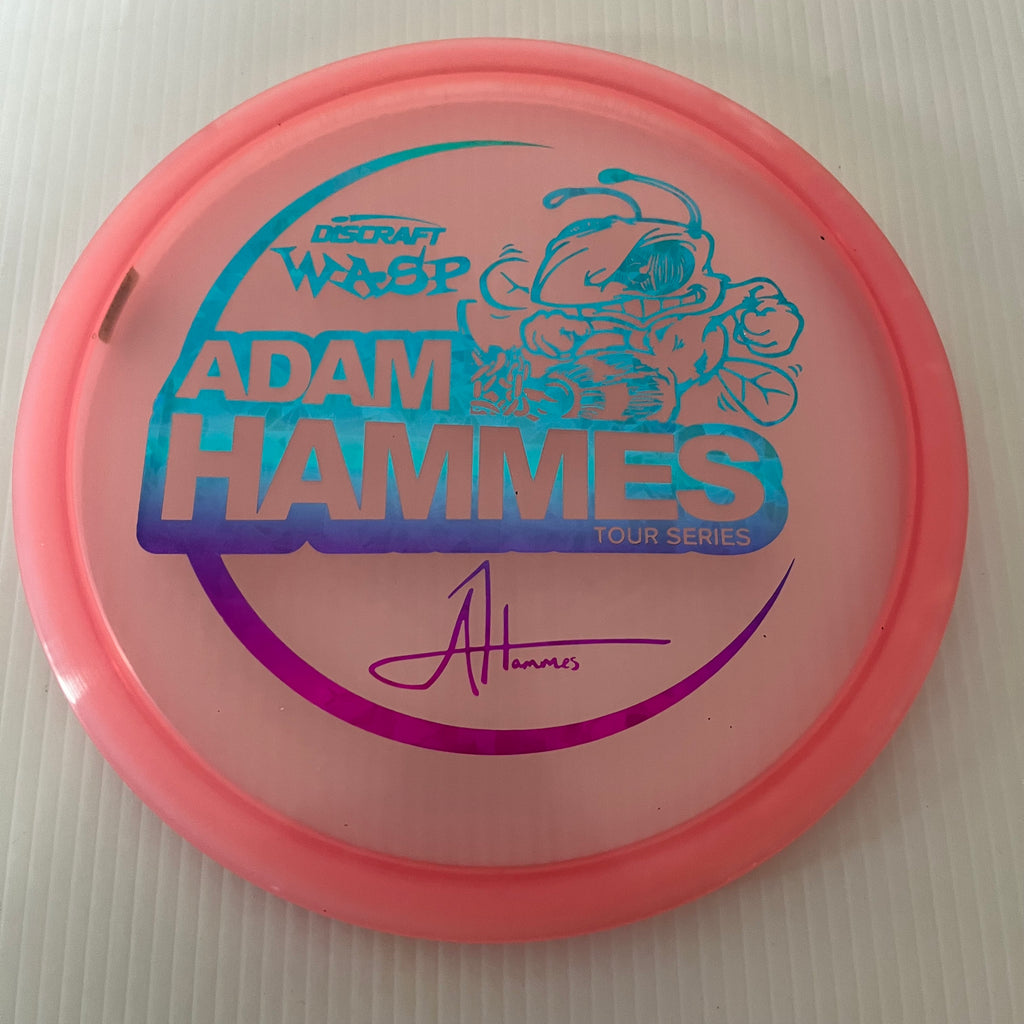 DISCRAFT
WASP
ADAM
HAMMES
TOUR SERIES
AHammes